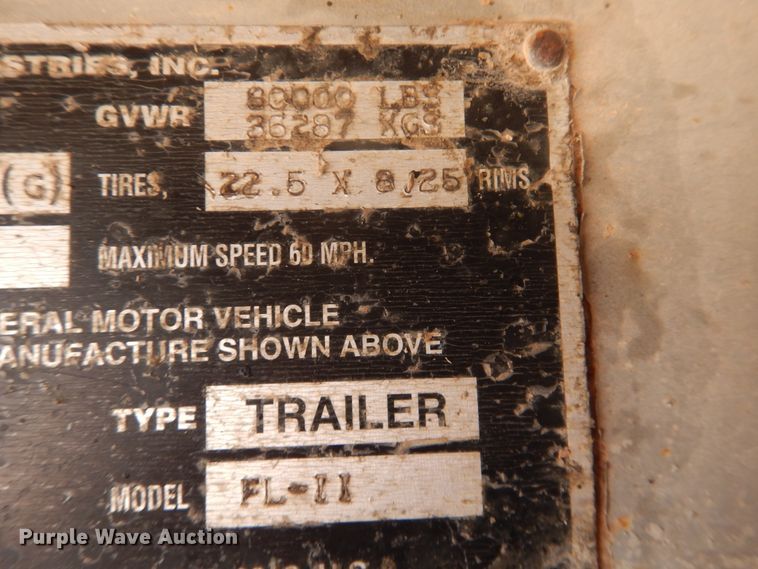 STRIES, INC.
GVWR 80000 LBS
36287 KGS
(G) TIRES, 22.5 X 8.25 RIMS
MAXIMUM SPEED 60 MPH.
ERAL MOTOR VEHICLE
ANUFACTURE SHOWN ABOVE
TYPE TRAILER
MODEL FL-II
Purple Wave Auction